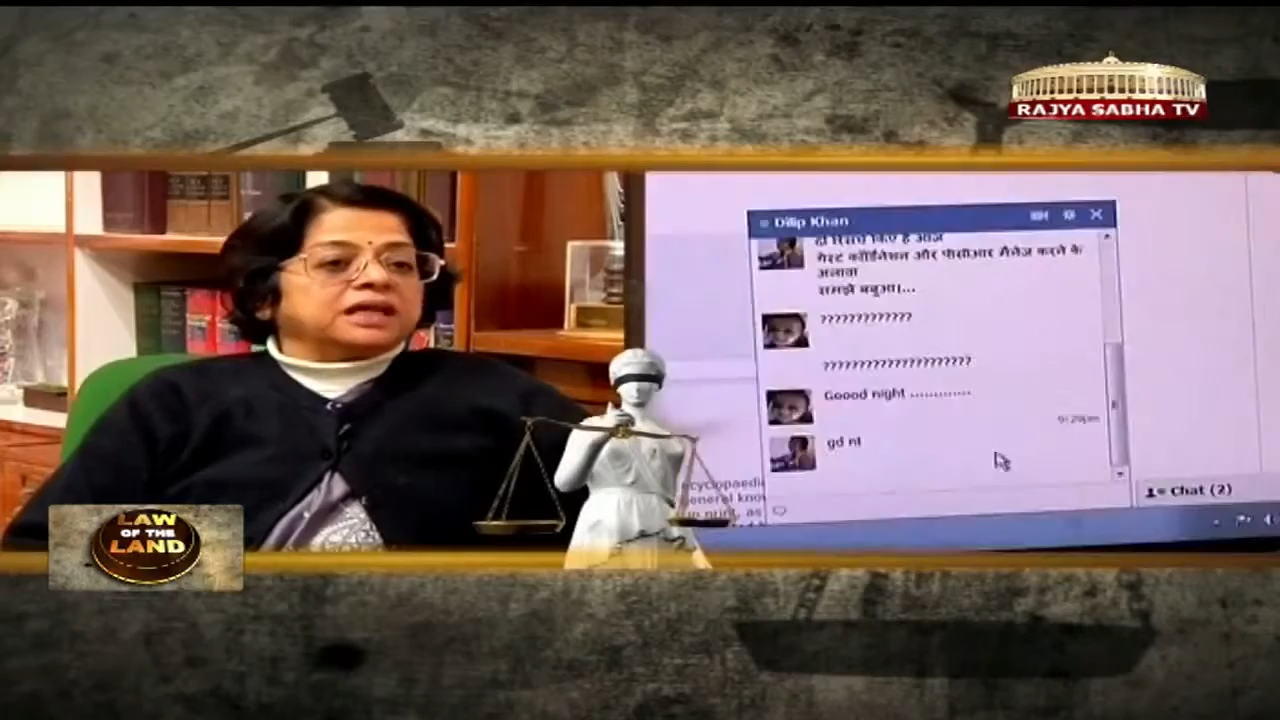 RAJYA SABHA TV
Dilip Khan
गेस्ट कॉर्डिनेशन और पीसीआर मैनेज करने के
अलावा
समझे बबुआ।...
?????????????
?????????????????????
Goood night .............
gd nt
Chat (2)
LAW
OF THE
LAND